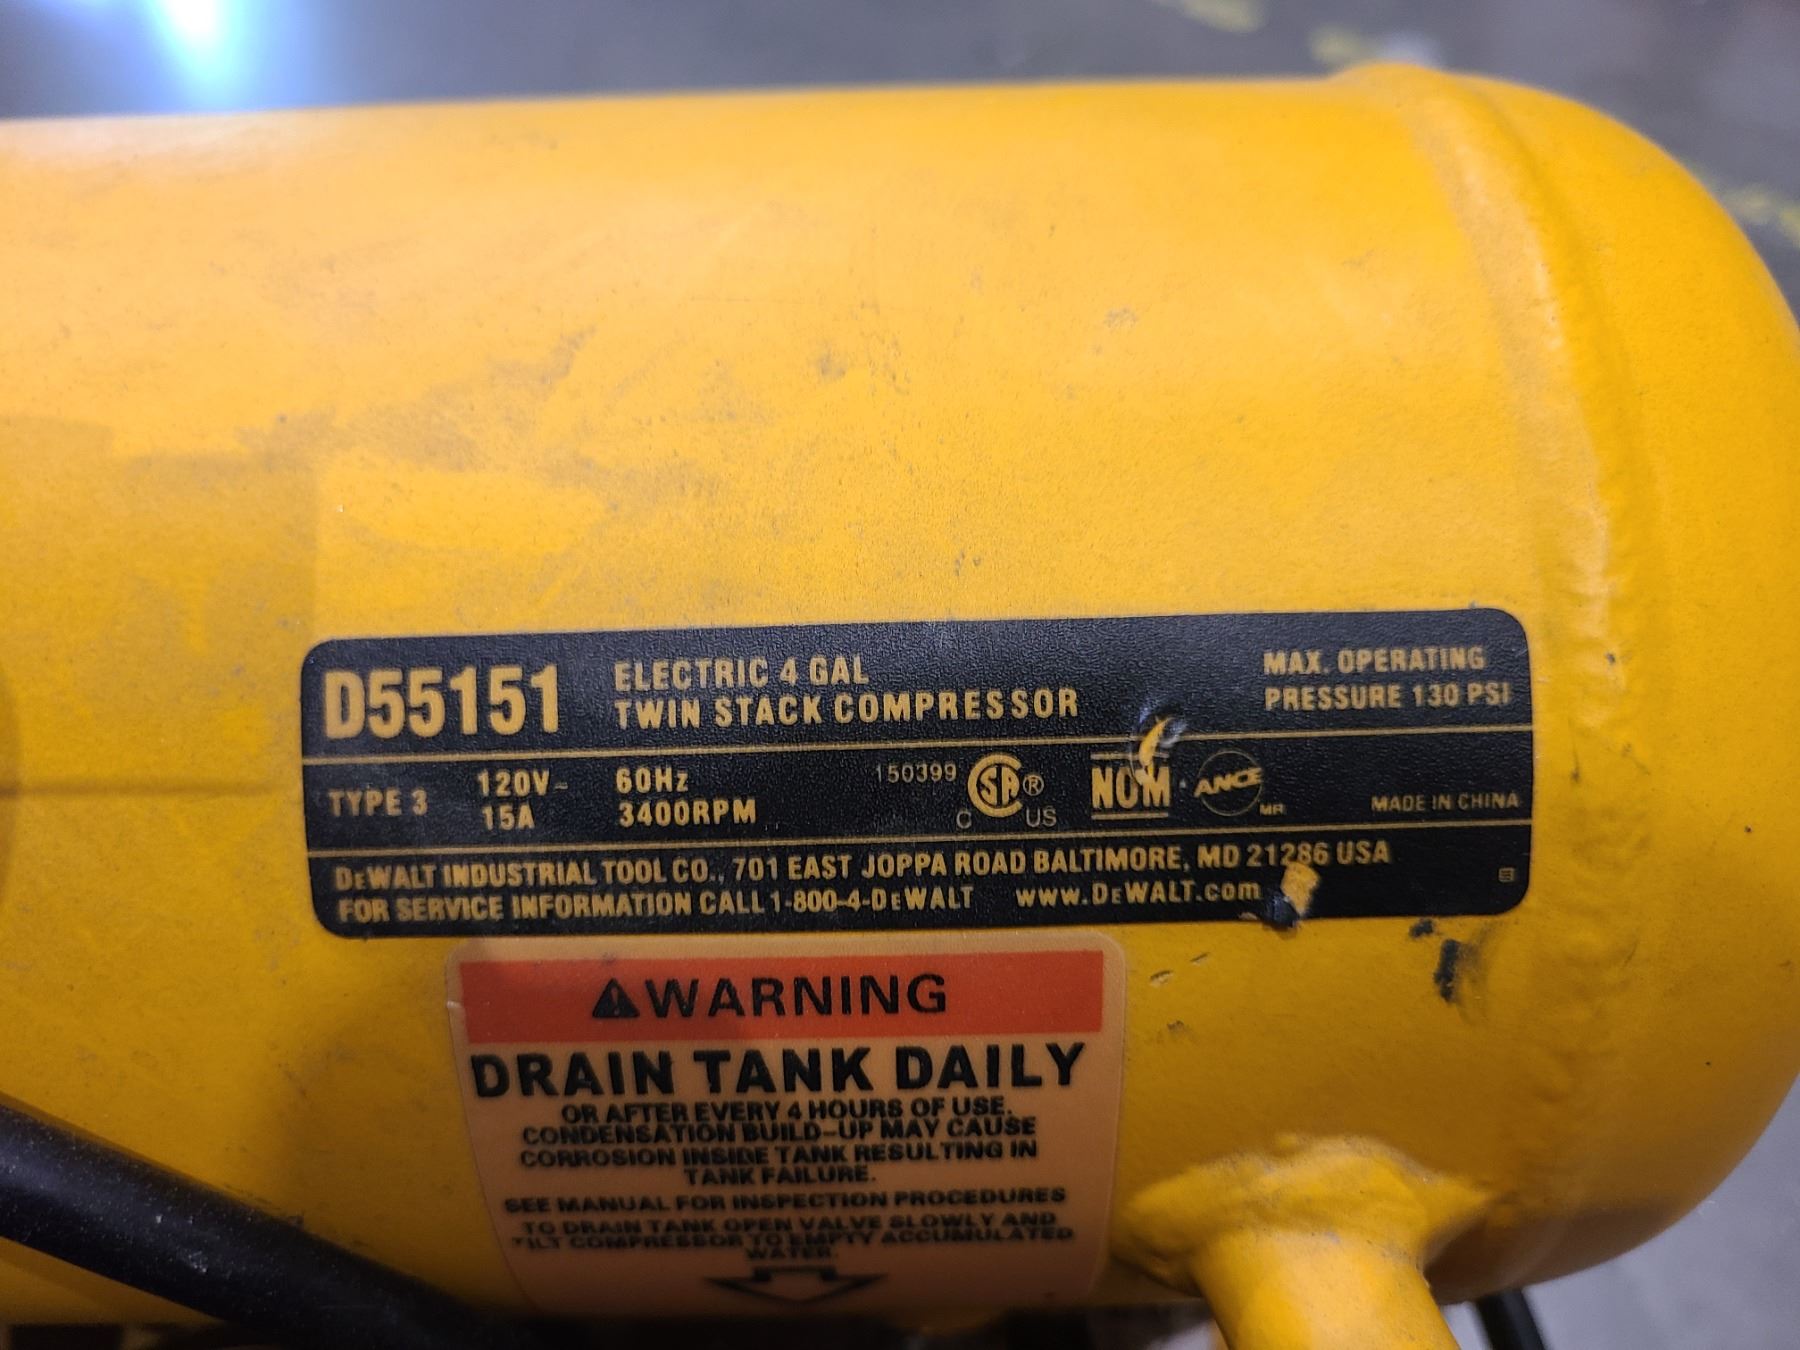 D55151
ELECTRIC 4 GAL
TWIN STACK COMPRESSOR
MAX. OPERATING
PRESSURE 130 PSI
TYPE 3
120V~
15A
60Hz
3400RPM
150399
CSA®
C US
NOM
ANCE
MR
MADE IN CHINA
DEWALT INDUSTRIAL TOOL CO., 701 EAST JOPPA ROAD BALTIMORE, MD 21286 USA
FOR SERVICE INFORMATION CALL 1-800-4-DEWALT www.DEWALT.com
WARNING
DRAIN TANK DAILY
OR AFTER EVERY 4 HOURS OF USE.
CONDENSATION BUILD-UP MAY CAUSE
CORROSION INSIDE TANK RESULTING IN
TANK FAILURE.
SEE MANUAL FOR INSPECTION PROCEDURES
TO DRAIN TANK OPEN VALVE SLOWLY AND
TILT COMPRESSOR TO EMPTY ACCUMULATED
WATER.